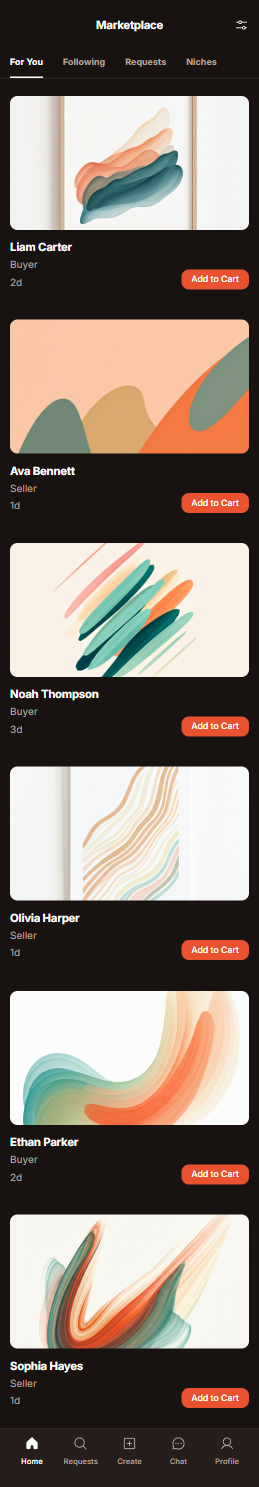 Marketplace
For You Following Requests Niches
Liam Carter
Buyer
2d
Add to Cart
Ava Bennett
Seller
1d
Add to Cart
Noah Thompson
Buyer
3d
Add to Cart
Olivia Harper
Seller
1d
Add to Cart
Ethan Parker
Buyer
2d
Add to Cart
Sophia Hayes
Seller
1d
Add to Cart
Home Requests Create Chat Profile